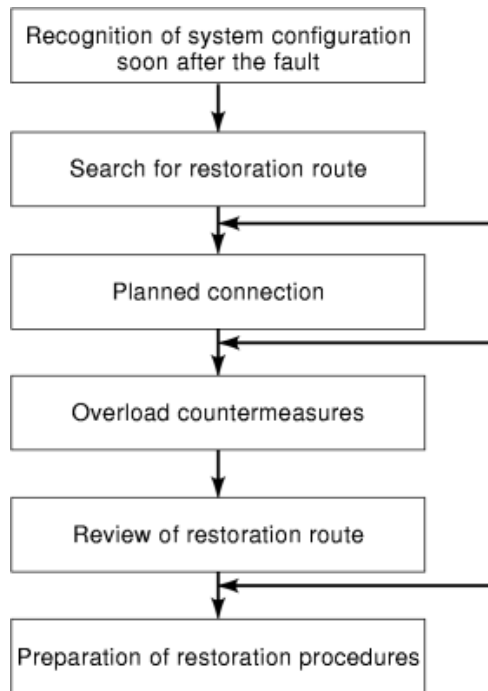 Recognition of system configuration
soon after the fault
Search for restoration route
Planned connection
Overload countermeasures
Review of restoration route
Preparation of restoration procedures